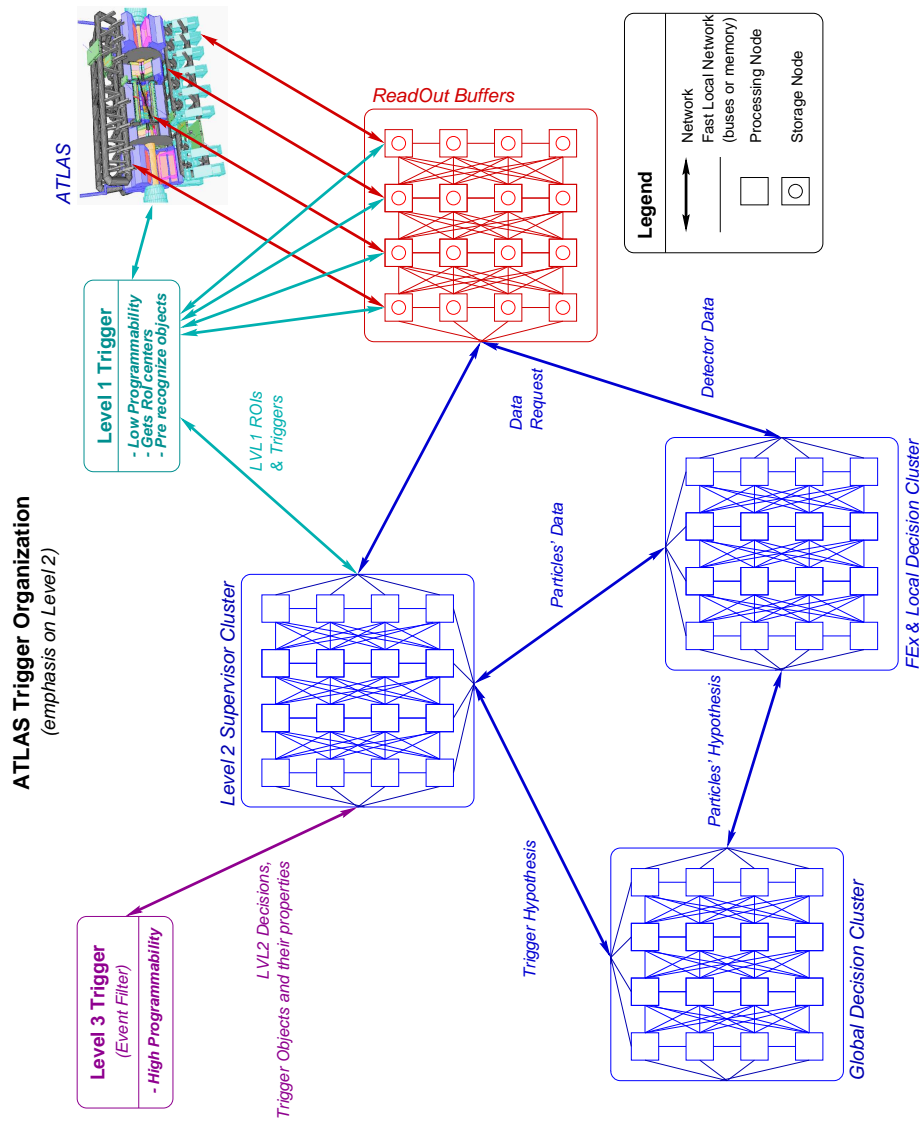 ATLAS Trigger Organization
(emphasis on Level 2)
Level 3 Trigger
(Event Filter)
- High Programmability
LVL2 Decisions,
Trigger Objects and their properties
Level 2 Supervisor Cluster
LVL1 ROIs
& Triggers
Level 1 Trigger
- Low Programmability
- Gets RoI centers
- Pre recognize objects
ATLAS
ReadOut Buffers
Data
Request
Detector Data
Particles' Data
Trigger Hypothesis
Particles' Hypothesis
Global Decision Cluster
FEx & Local Decision Cluster
Legend
Network
Fast Local Network
(buses or memory)
Processing Node
Storage Node